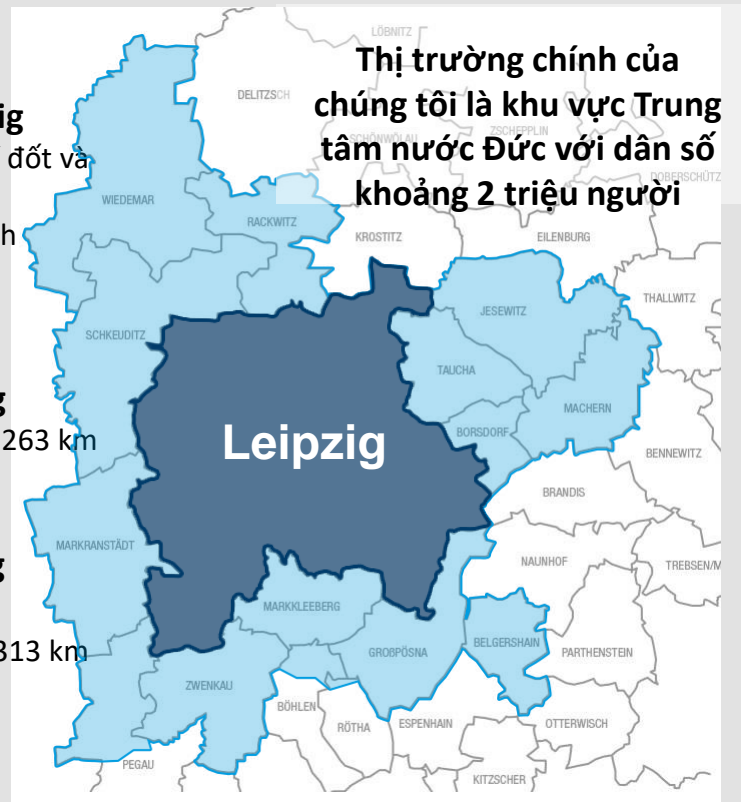 LÖBNITZ
Thị trường chính của
chúng tôi là khu vực Trung
tâm nước Đức với dân số
khoảng 2 triệu người
DELITZSCH
SCHÖNWÖLKAU
ZSCHEPPLIN
DOBERSCHÜTZ
ig
đốt và
WIEDEMAR
RACKWITZ
h
KROSTITZ
EILENBURG
THALLWITZ
JESEWITZ
SCHKEUDITZ
TAUCHA
g
MACHERN
263 km
Leipzig
BORSDORF
BENNEWITZ
BRANDIS
MARKRANSTÄDT
NAUNHOF
TREBSEN/M
g
MARKKLEEBERG
BELGERSHAIN
313 km
GROßPÖSNA
PARTHENSTEIN
ZWENKAU
BÖHLEN
RÖTHA
ESPENHAIN
OTTERWISCH
PEGAU
KITZSCHER